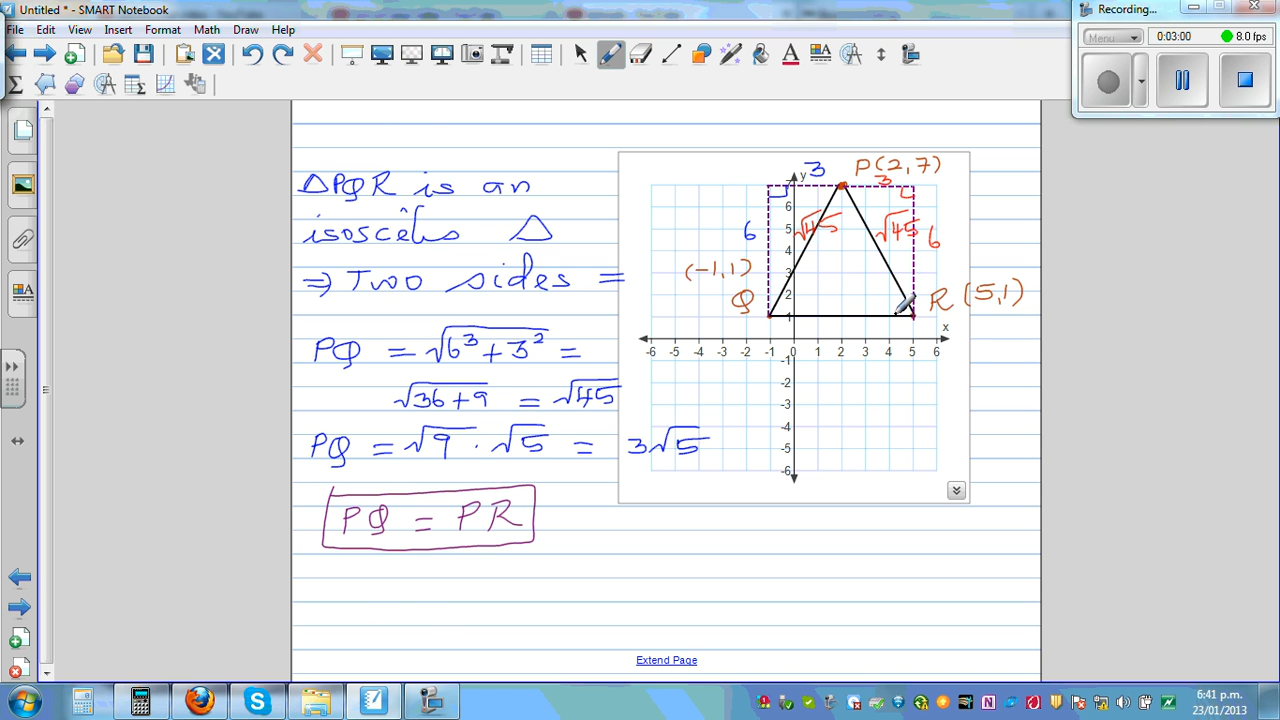 Untitled * - SMART Notebook
Recording...
File Edit View Insert Format Math Draw Help
Menu
0:03:00 8.0 fps
ΔPQR is an
isoscelis Δ
⇒ Two sides =
PQ = √6³+3² =
√36+9 = √45
PQ = √9 · √5 = 3√5
PQ = PR
3 P(2,7)
3
y
6
5
4
3
2
1
6 √45 √45 6
(-1,1)
Q R (5,1)
x
-6 -5 -4 -3 -2 -1 0 1 2 3 4 5 6
-1
-2
-3
-4
-5
-6
Extend Page
6:41 p.m.
23/01/2013